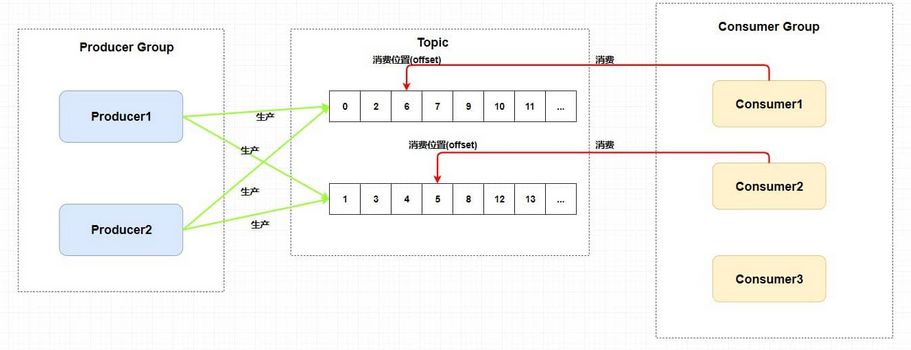 Producer Group
Topic
Consumer Group
消费位置(offset)
消费
Producer1
生产
0 2 6 7 9 10 11 ...
Consumer1
生产
消费位置(offset)
消费
Producer2
生产
1 3 4 5 8 12 13 ...
Consumer2
生产
Consumer3